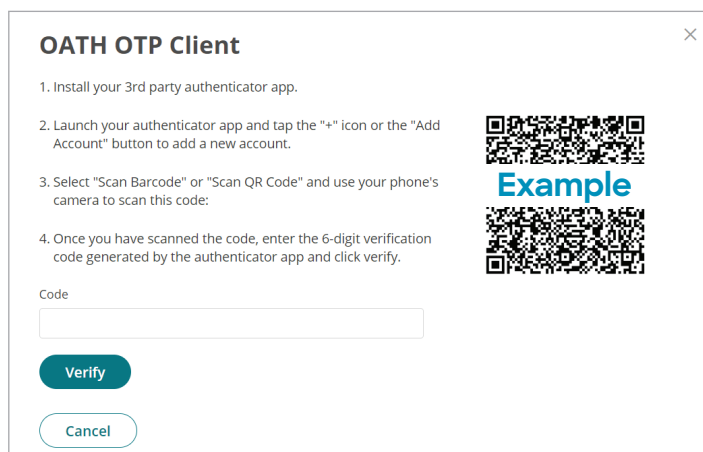 OATH OTP Client
1. Install your 3rd party authenticator app.
2. Launch your authenticator app and tap the "+" icon or the "Add
Account" button to add a new account.
3. Select "Scan Barcode" or "Scan QR Code" and use your phone's
camera to scan this code:
4. Once you have scanned the code, enter the 6-digit verification
code generated by the authenticator app and click verify.
Example
Code
Verify
Cancel